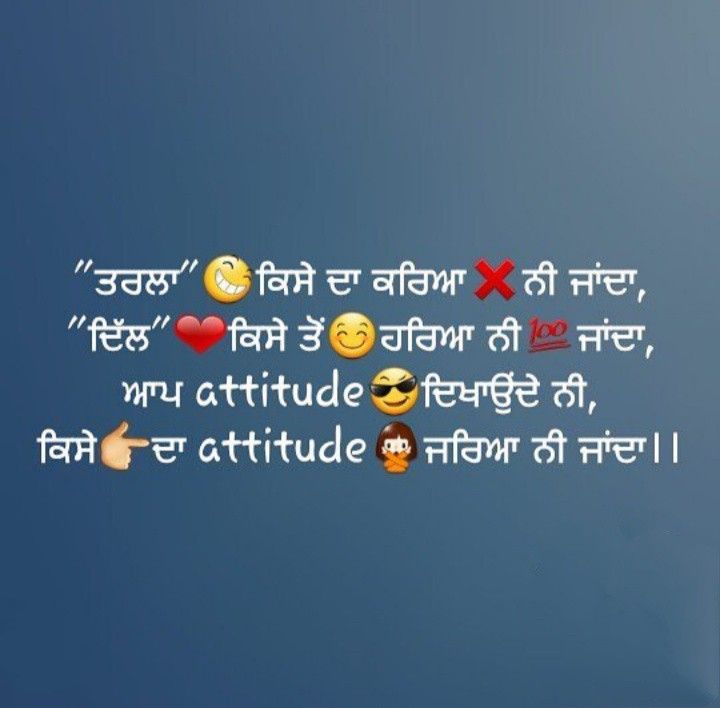 "ਤਰਲਾ" 😆 ਕਿਸੇ ਦਾ ਕਰਿਆ ❌ ਨੀ ਜਾਂਦਾ,
"ਦਿੱਲ" ❤️ ਕਿਸੇ ਤੋਂ 😊 ਹਰਿਆ ਨੀ 💯 ਜਾਂਦਾ,
ਆਪ attitude 😎 ਦਿਖਾਉਂਦੇ ਨੀ,
ਕਿਸੇ 👉 ਦਾ attitude 🙅 ਜਰਿਆ ਨੀ ਜਾਂਦਾ।।